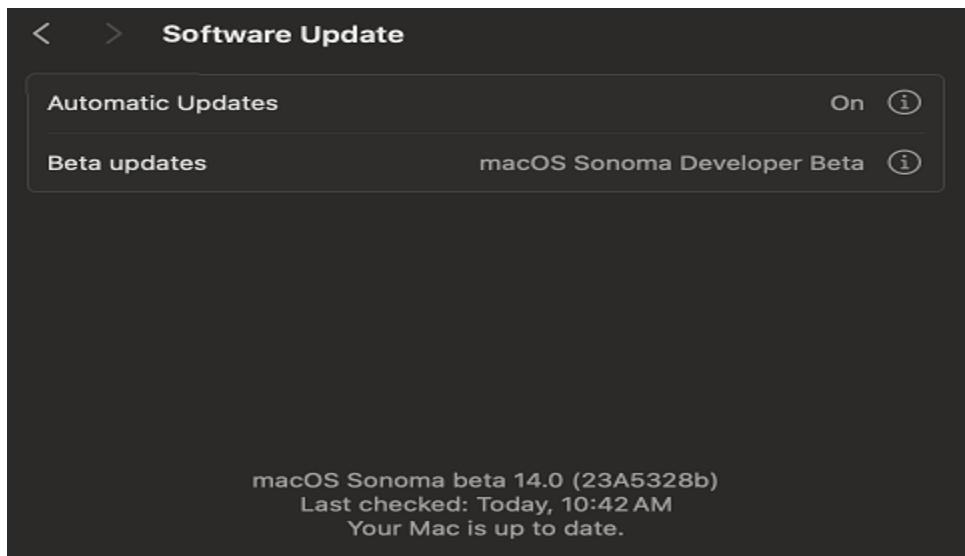 Software Update
Automatic Updates On
Beta updates macOS Sonoma Developer Beta
macOS Sonoma beta 14.0 (23A5328b)
Last checked: Today, 10:42 AM
Your Mac is up to date.